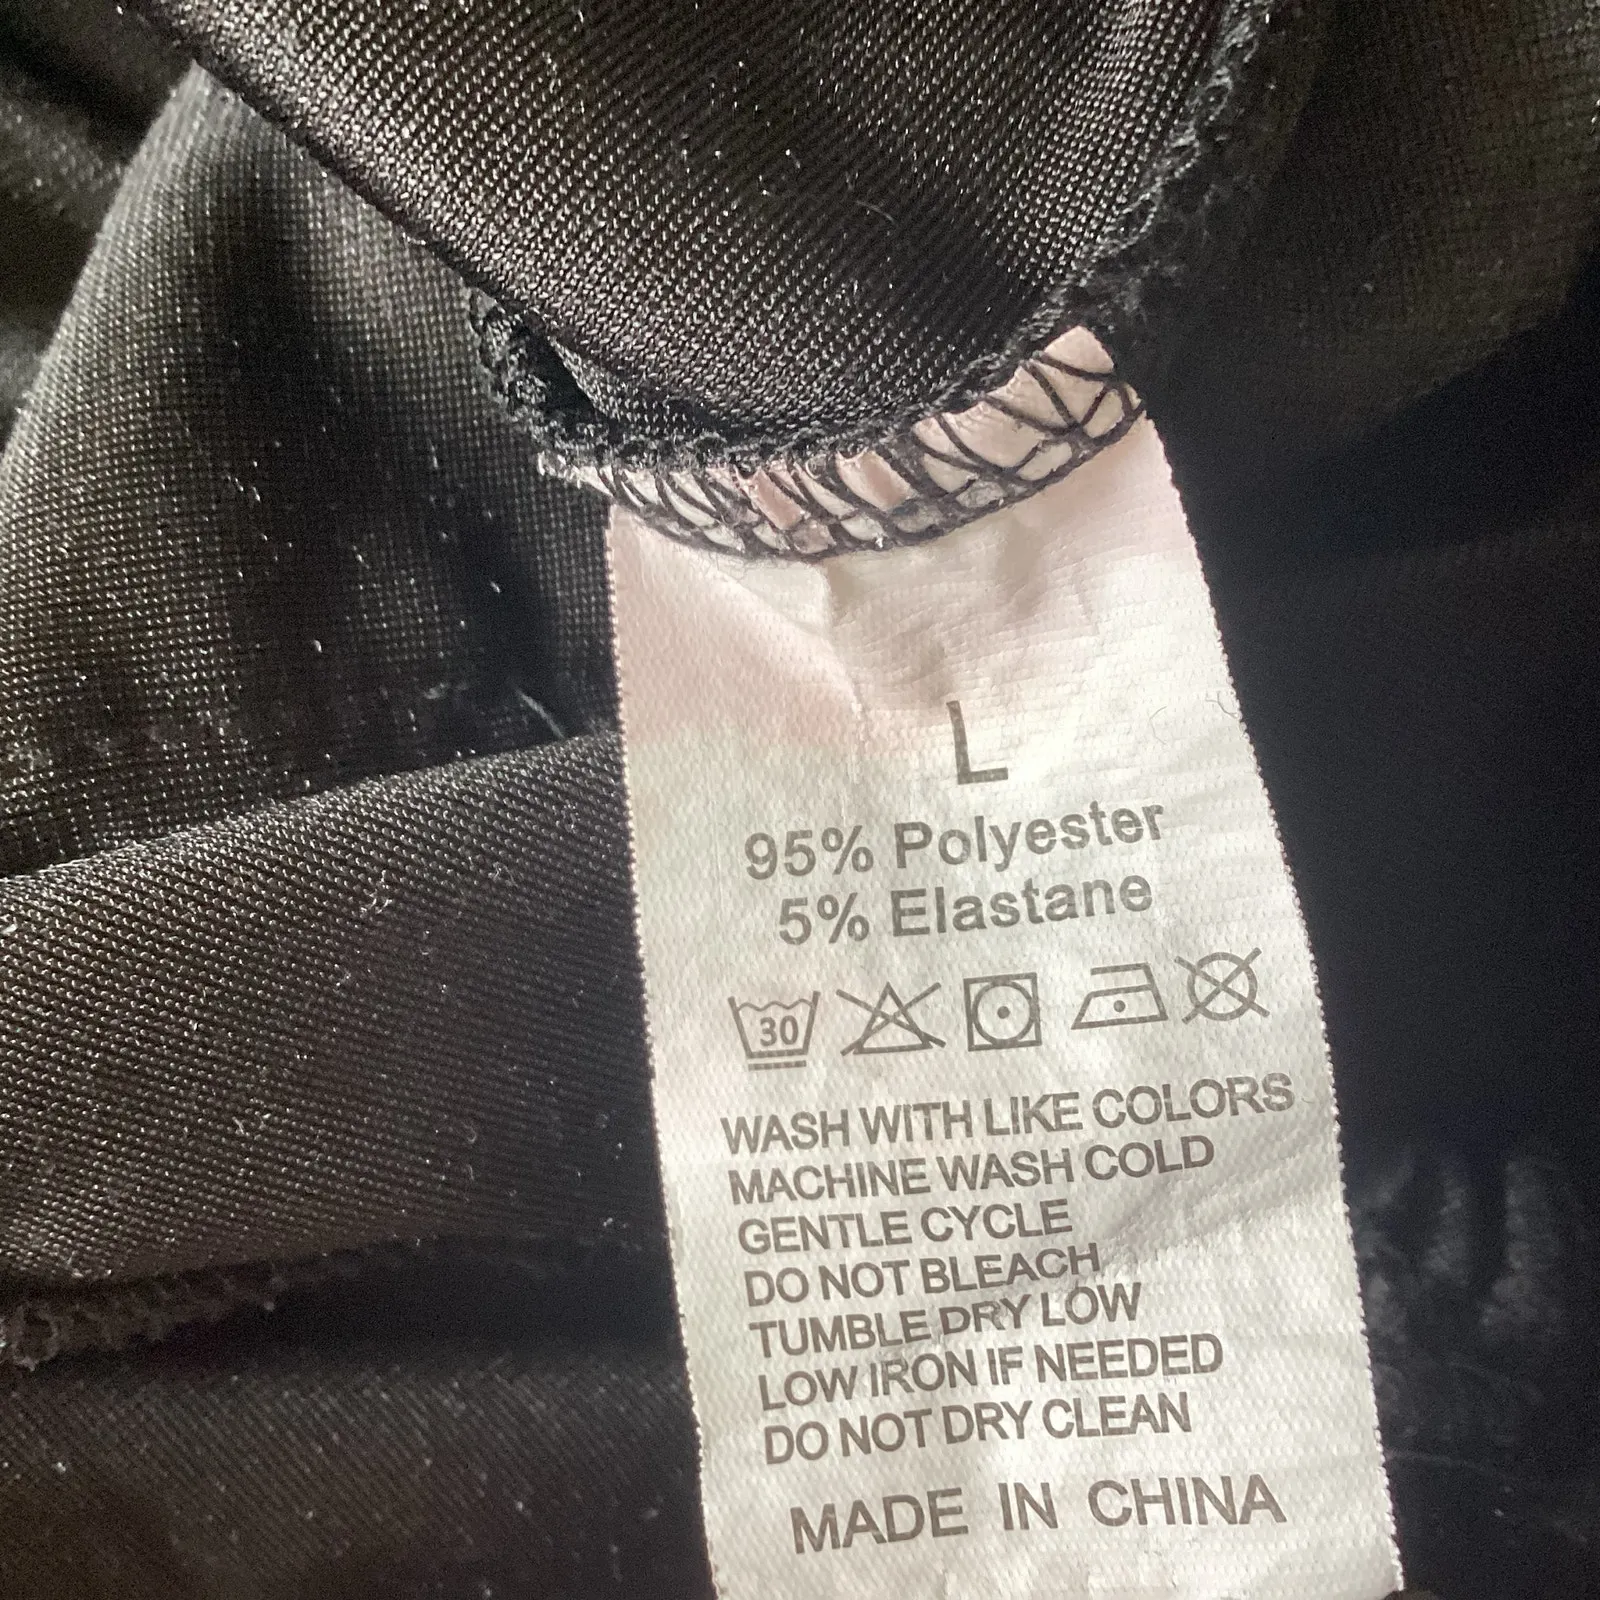 L
95% Polyester
5% Elastane
30
WASH WITH LIKE COLORS
MACHINE WASH COLD
GENTLE CYCLE
DO NOT BLEACH
TUMBLE DRY LOW
LOW IRON IF NEEDED
DO NOT DRY CLEAN
MADE IN CHINA